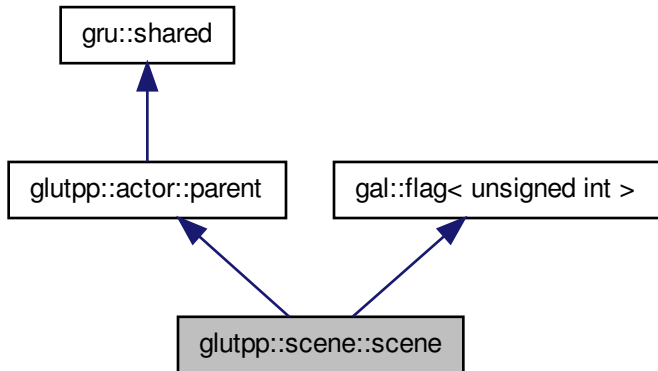 gru::shared
glutpp::actor::parent
gal::flag< unsigned int >
glutpp::scene::scene